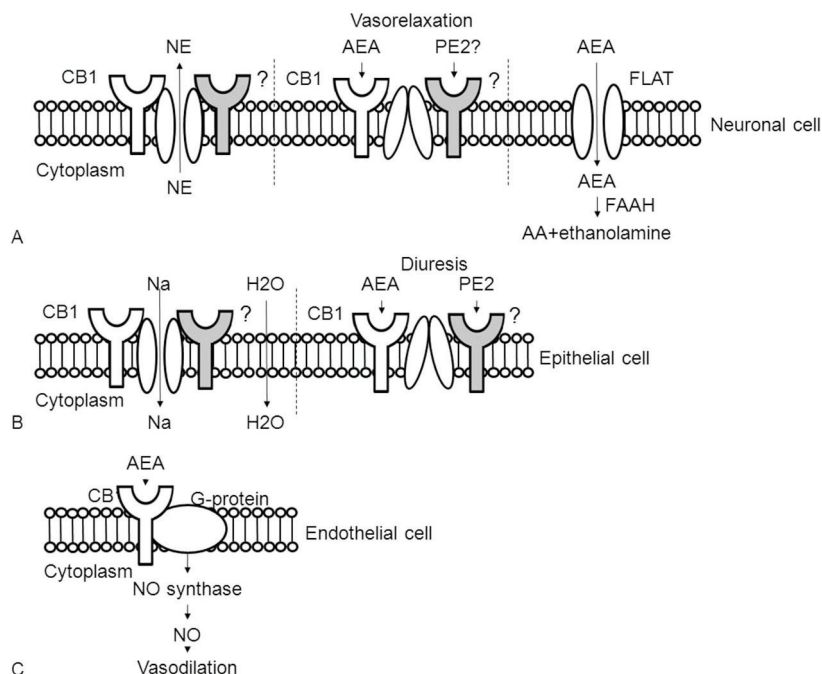 Vasorelaxation
NE AEA PE2? AEA
CB1 ? CB1 ? FLAT
Neuronal cell
Cytoplasm
NE AEA
FAAH
AA+ethanolamine
A
Diuresis
Na H2O AEA PE2
CB1 ? CB1 ?
Epithelial cell
Cytoplasm
Na H2O
B
AEA
CB G-protein
Endothelial cell
Cytoplasm
NO synthase
NO
Vasodilation
C